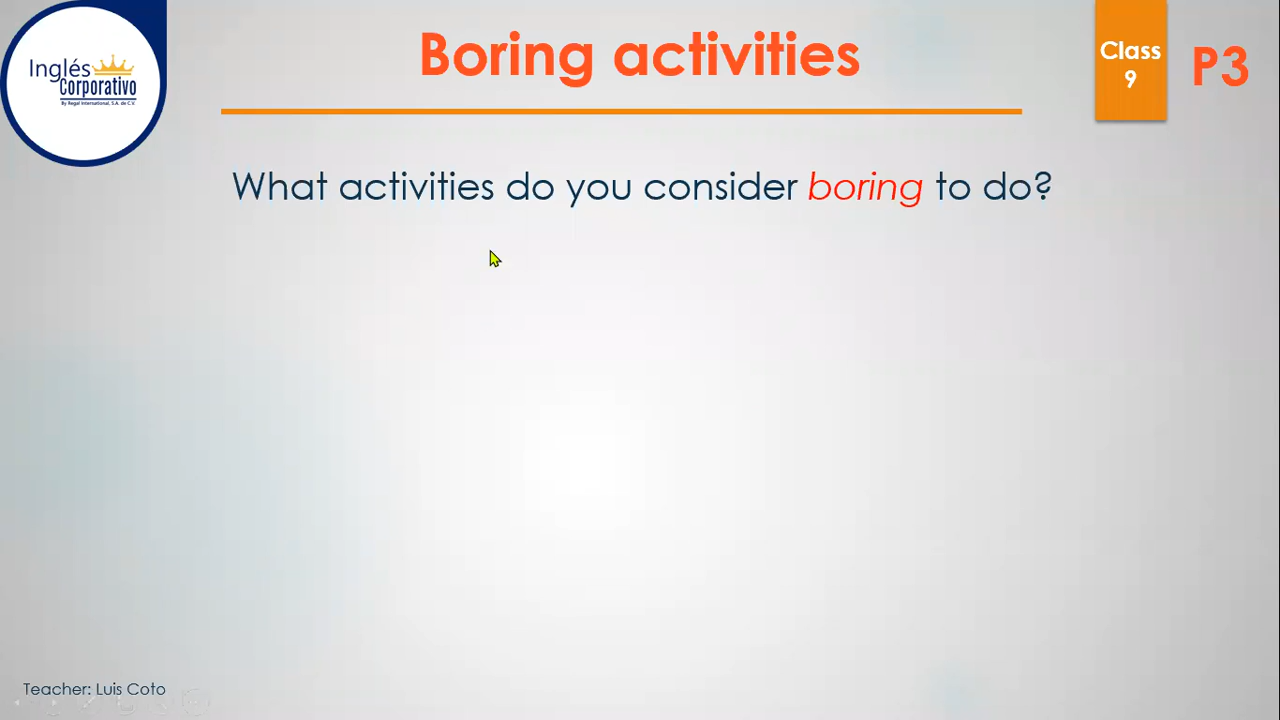 Inglés
Corporativo
By Regal International, S.A. de C.V.
Boring activities
Class
9
P3
What activities do you consider boring to do?
Teacher: Luis Coto